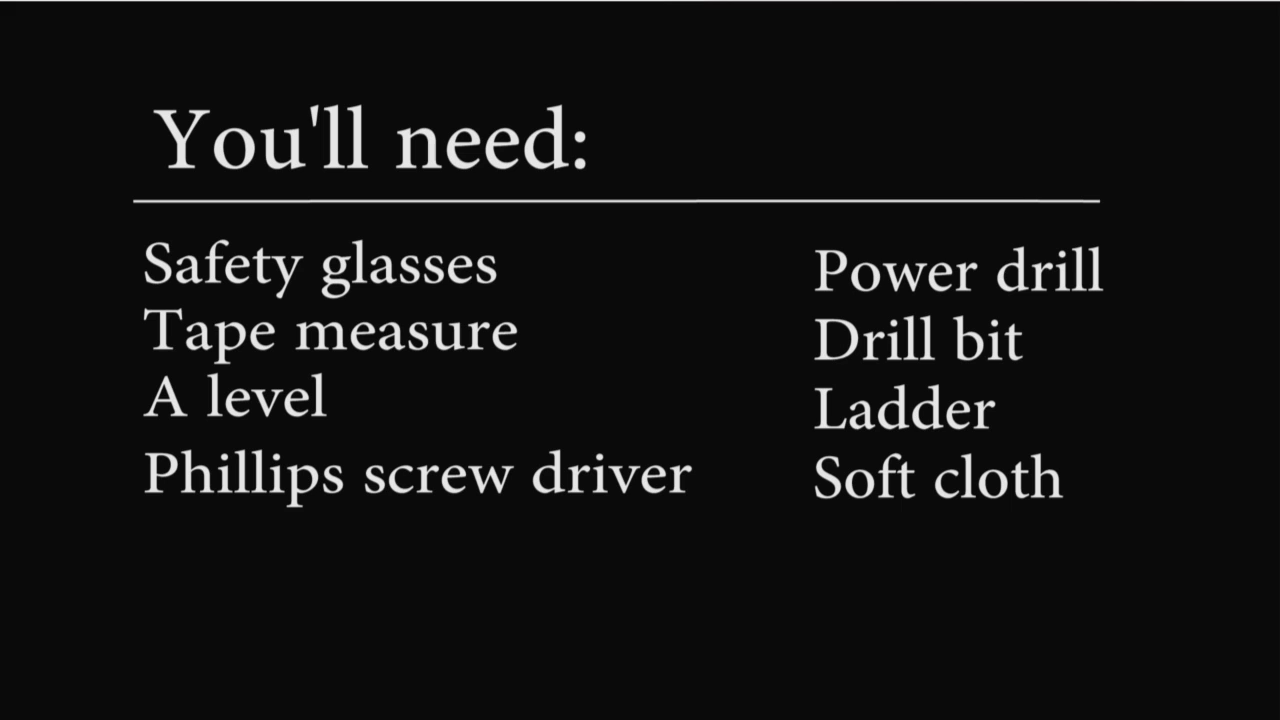 You'll need:
Safety glasses
Tape measure
A level
Phillips screw driver
Power drill
Drill bit
Ladder
Soft cloth